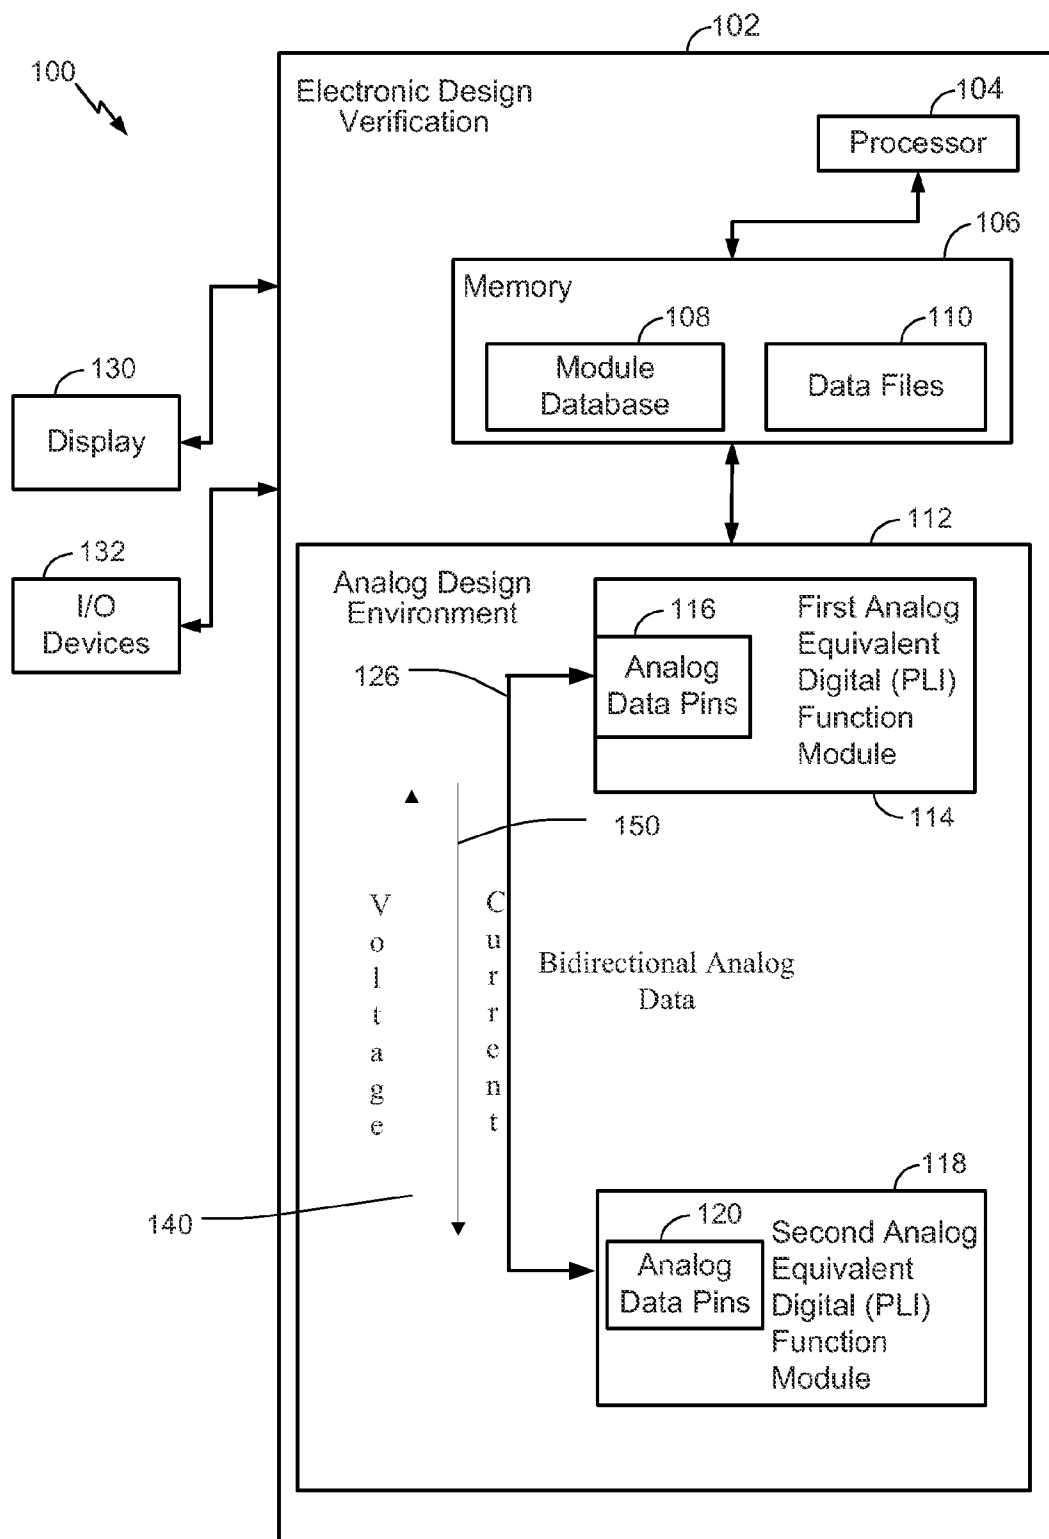 102
100
Electronic Design
Verification
104
Processor
106
Memory
108
110
Module
Database
Data Files
130
Display
132
I/O
Devices
112
Analog Design
Environment
116
Analog
Data Pins
First Analog
Equivalent
Digital (PLI)
Function
Module
126
114
150
Voltage
Current
Bidirectional Analog
Data
140
118
120
Analog
Data Pins
Second Analog
Equivalent
Digital (PLI)
Function
Module